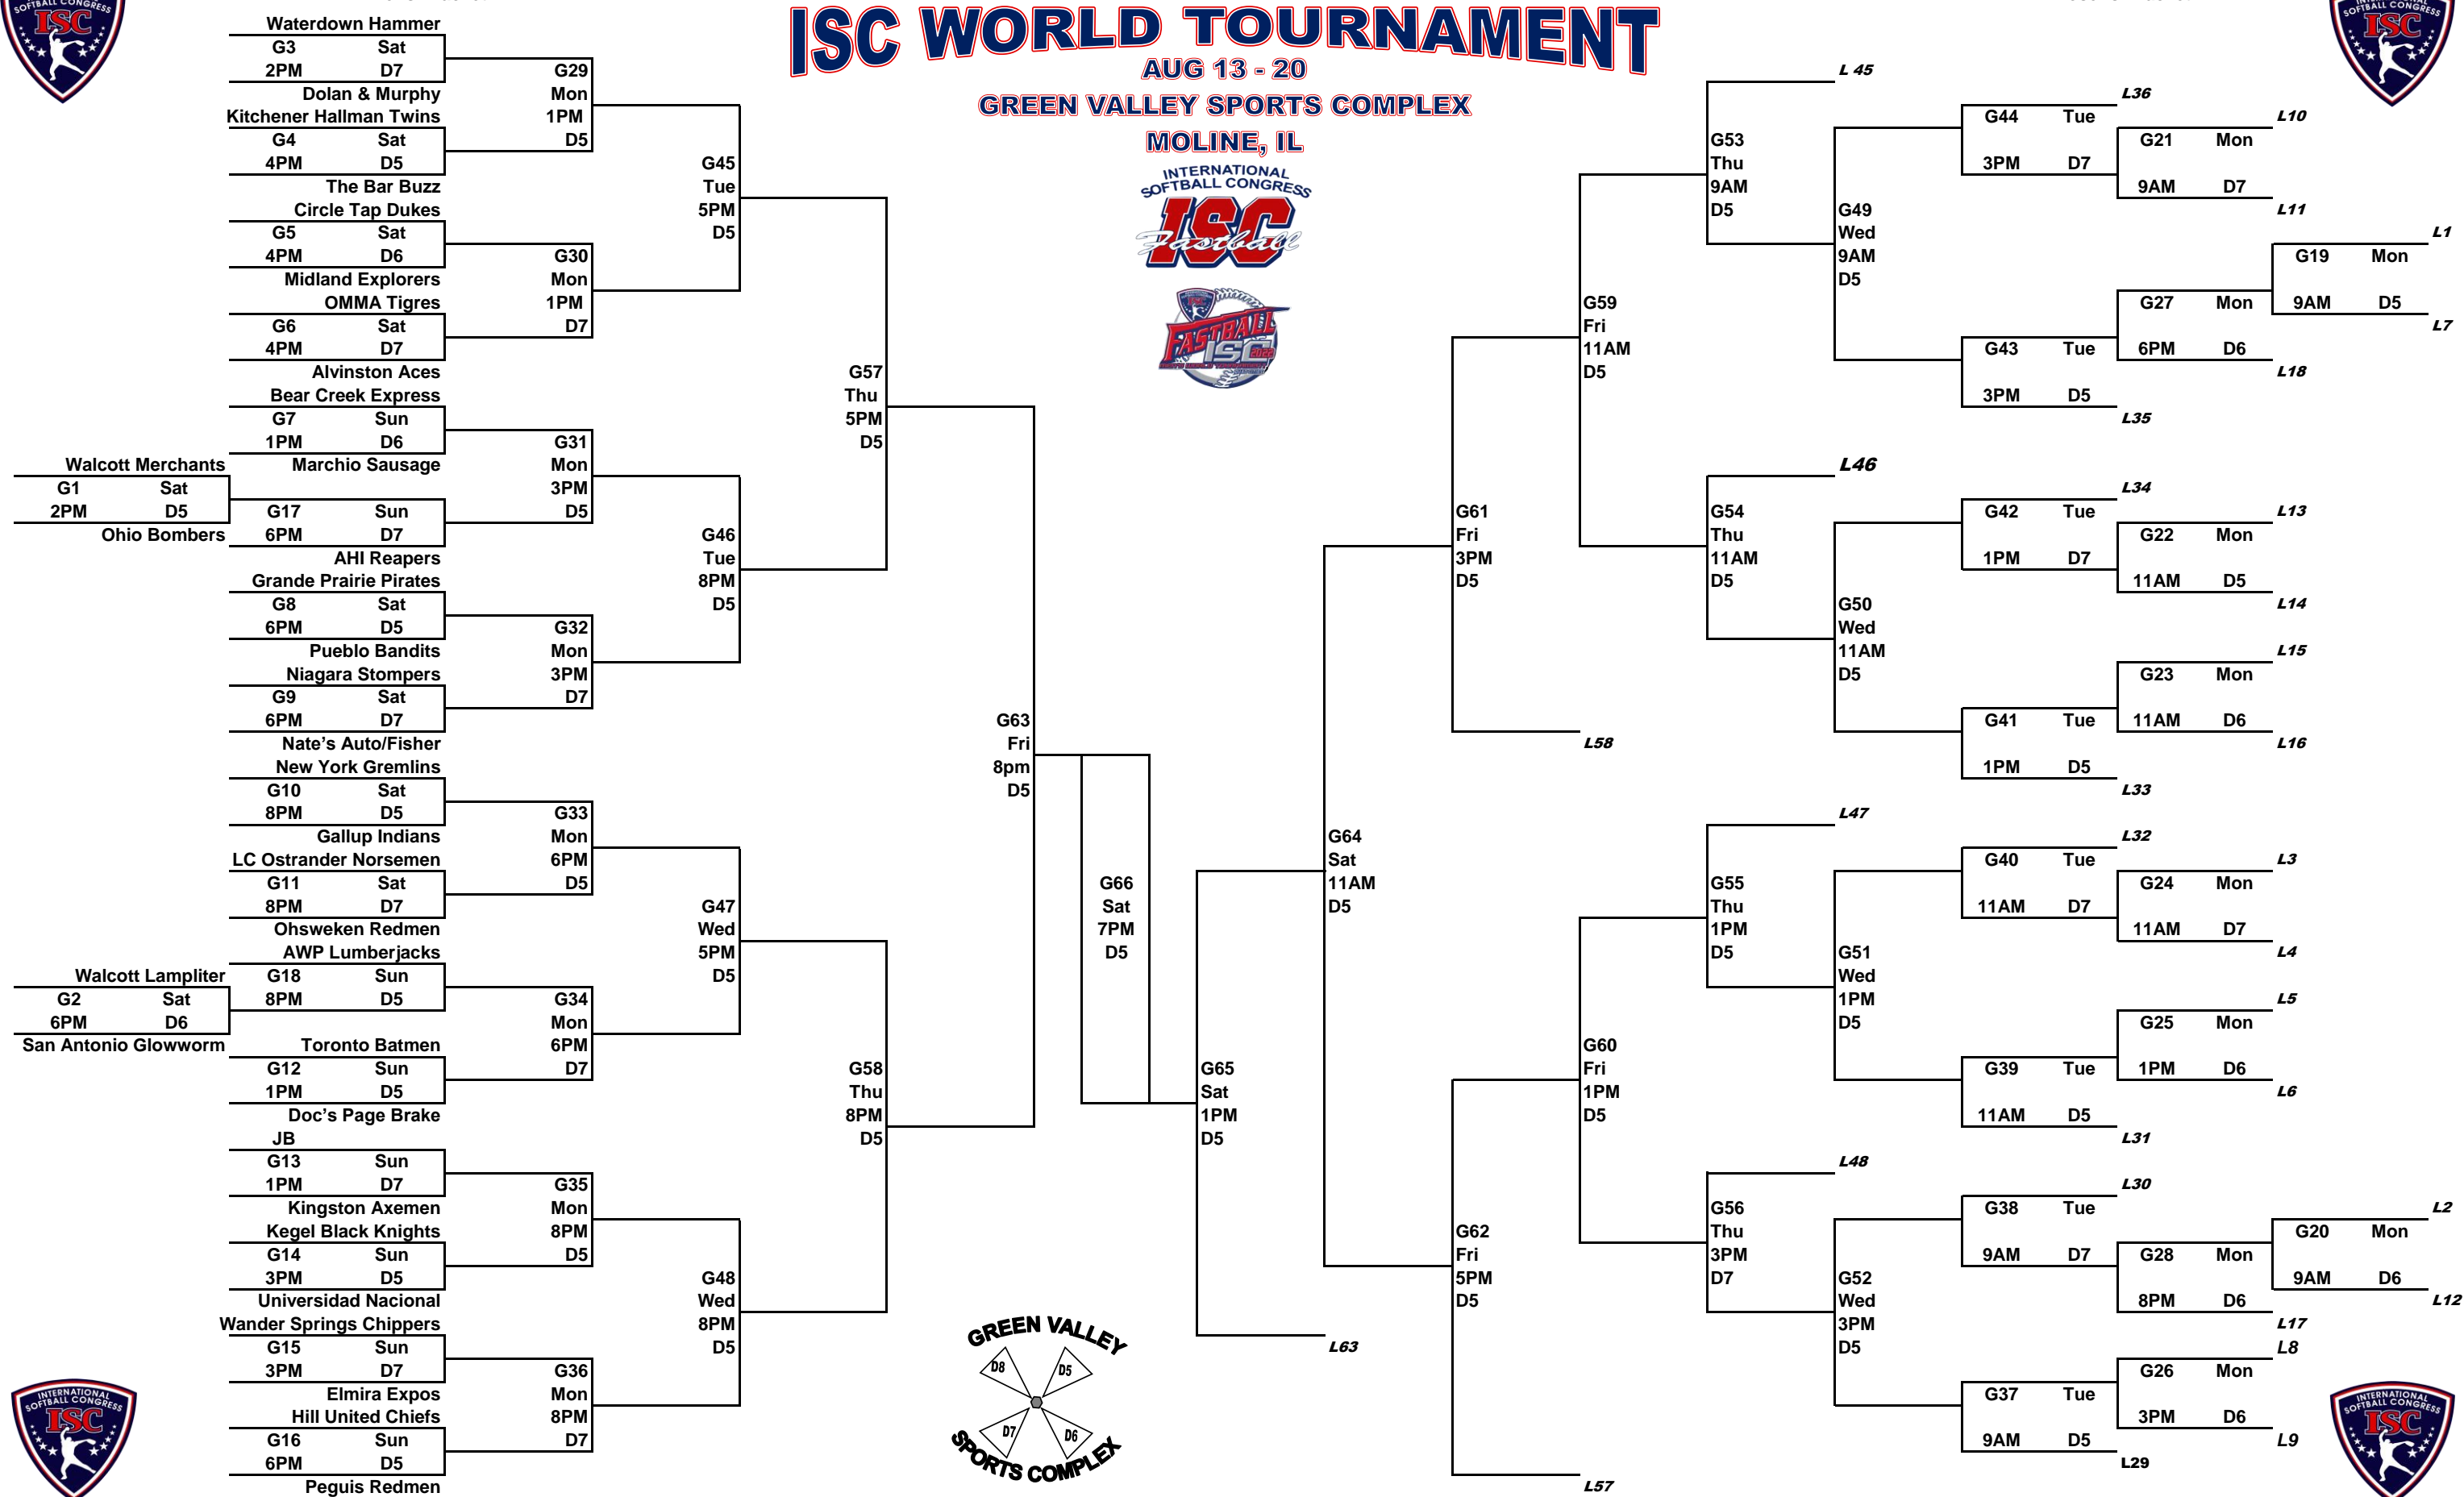 ISC WORLD TOURNAMENT
AUG 13 - 20
GREEN VALLEY SPORTS COMPLEX
MOLINE, IL
INTERNATIONAL
SOFTBALL CONGRESS
ISC
Fastball
FASTBALL
ISC 2022
SOFTBALL CONGRESS
ISC
SOFTBALL CONGRESS
ISC
Walcott Merchants
G1 Sat
2PM D5
Ohio Bombers
Walcott Lampliter
G2 Sat
6PM D6
San Antonio Glowworm
Waterdown Hammer
G3 Sat
2PM D7
Dolan & Murphy
Kitchener Hallman Twins
G4 Sat
4PM D5
The Bar Buzz
Circle Tap Dukes
G5 Sat
4PM D6
Midland Explorers
OMMA Tigres
G6 Sat
4PM D7
Alvinston Aces
Bear Creek Express
G7 Sun
1PM D6
Marchio Sausage
G17 Sun
6PM D7
AHI Reapers
Grande Prairie Pirates
G8 Sat
6PM D5
Pueblo Bandits
Niagara Stompers
G9 Sat
6PM D7
Nate's Auto/Fisher
New York Gremlins
G10 Sat
8PM D5
Gallup Indians
LC Ostrander Norsemen
G11 Sat
8PM D7
Ohsweken Redmen
AWP Lumberjacks
G18 Sun
8PM D5
Toronto Batmen
G12 Sun
1PM D5
Doc's Page Brake
JB
G13 Sun
1PM D7
Kingston Axemen
Kegel Black Knights
G14 Sun
3PM D5
Universidad Nacional
Wander Springs Chippers
G15 Sun
3PM D7
Elmira Expos
Hill United Chiefs
G16 Sun
6PM D5
Peguis Redmen
G29
Mon
1PM
D5
G30
Mon
1PM
D7
G31
Mon
3PM
D5
G32
Mon
3PM
D7
G33
Mon
6PM
D5
G34
Mon
6PM
D7
G35
Mon
8PM
D5
G36
Mon
8PM
D7
G45
Tue
5PM
D5
G46
Tue
8PM
D5
G47
Wed
5PM
D5
G48
Wed
8PM
D5
G57
Thu
5PM
D5
G58
Thu
8PM
D5
G63
Fri
8pm
D5
G66
Sat
7PM
D5
G65
Sat
1PM
D5
L63
G64
Sat
11AM
D5
G61
Fri
3PM
D5
L58
G62
Fri
5PM
D5
L57
G59
Fri
11AM
D5
G60
Fri
1PM
D5
L 45
G53
Thu
9AM
D5
L46
G54
Thu
11AM
D5
L47
G55
Thu
1PM
D5
L48
G56
Thu
3PM
D7
G49
Wed
9AM
D5
G50
Wed
11AM
D5
G51
Wed
1PM
D5
G52
Wed
3PM
D5
L36
G44 Tue
3PM D7
G43 Tue
3PM D5
L35
L34
G42 Tue
1PM D7
G41 Tue
1PM D5
L33
L32
G40 Tue
11AM D7
G39 Tue
11AM D5
L31
L30
G38 Tue
9AM D7
G37 Tue
9AM D5
L29
L10
G21 Mon
9AM D7
L11
G27 Mon
6PM D6
L18
L13
G22 Mon
11AM D5
L14
L15
G23 Mon
11AM D6
L16
L3
G24 Mon
11AM D7
L4
L5
G25 Mon
1PM D6
L6
G28 Mon
8PM D6
L17
L8
G26 Mon
3PM D6
L9
L1
G19 Mon
9AM D5
L7
L2
G20 Mon
9AM D6
L12
GREEN VALLEY
D8 D5
D7 D6
SPORTS COMPLEX
INTERNATIONAL
SOFTBALL CONGRESS
ISC
INTERNATIONAL
SOFTBALL CONGRESS
ISC